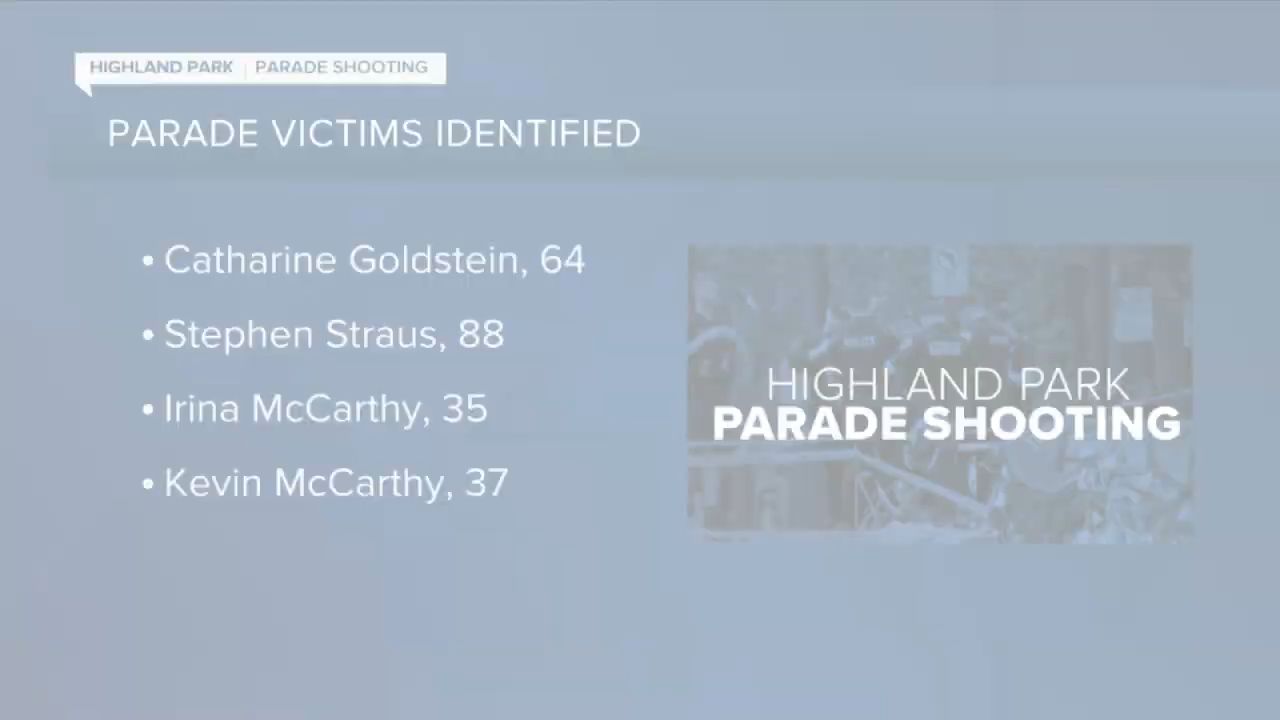 HIGHLAND PARK | PARADE SHOOTING
PARADE VICTIMS IDENTIFIED
• Catharine Goldstein, 64
• Stephen Straus, 88
• Irina McCarthy, 35
• Kevin McCarthy, 37
HIGHLAND PARK
PARADE SHOOTING